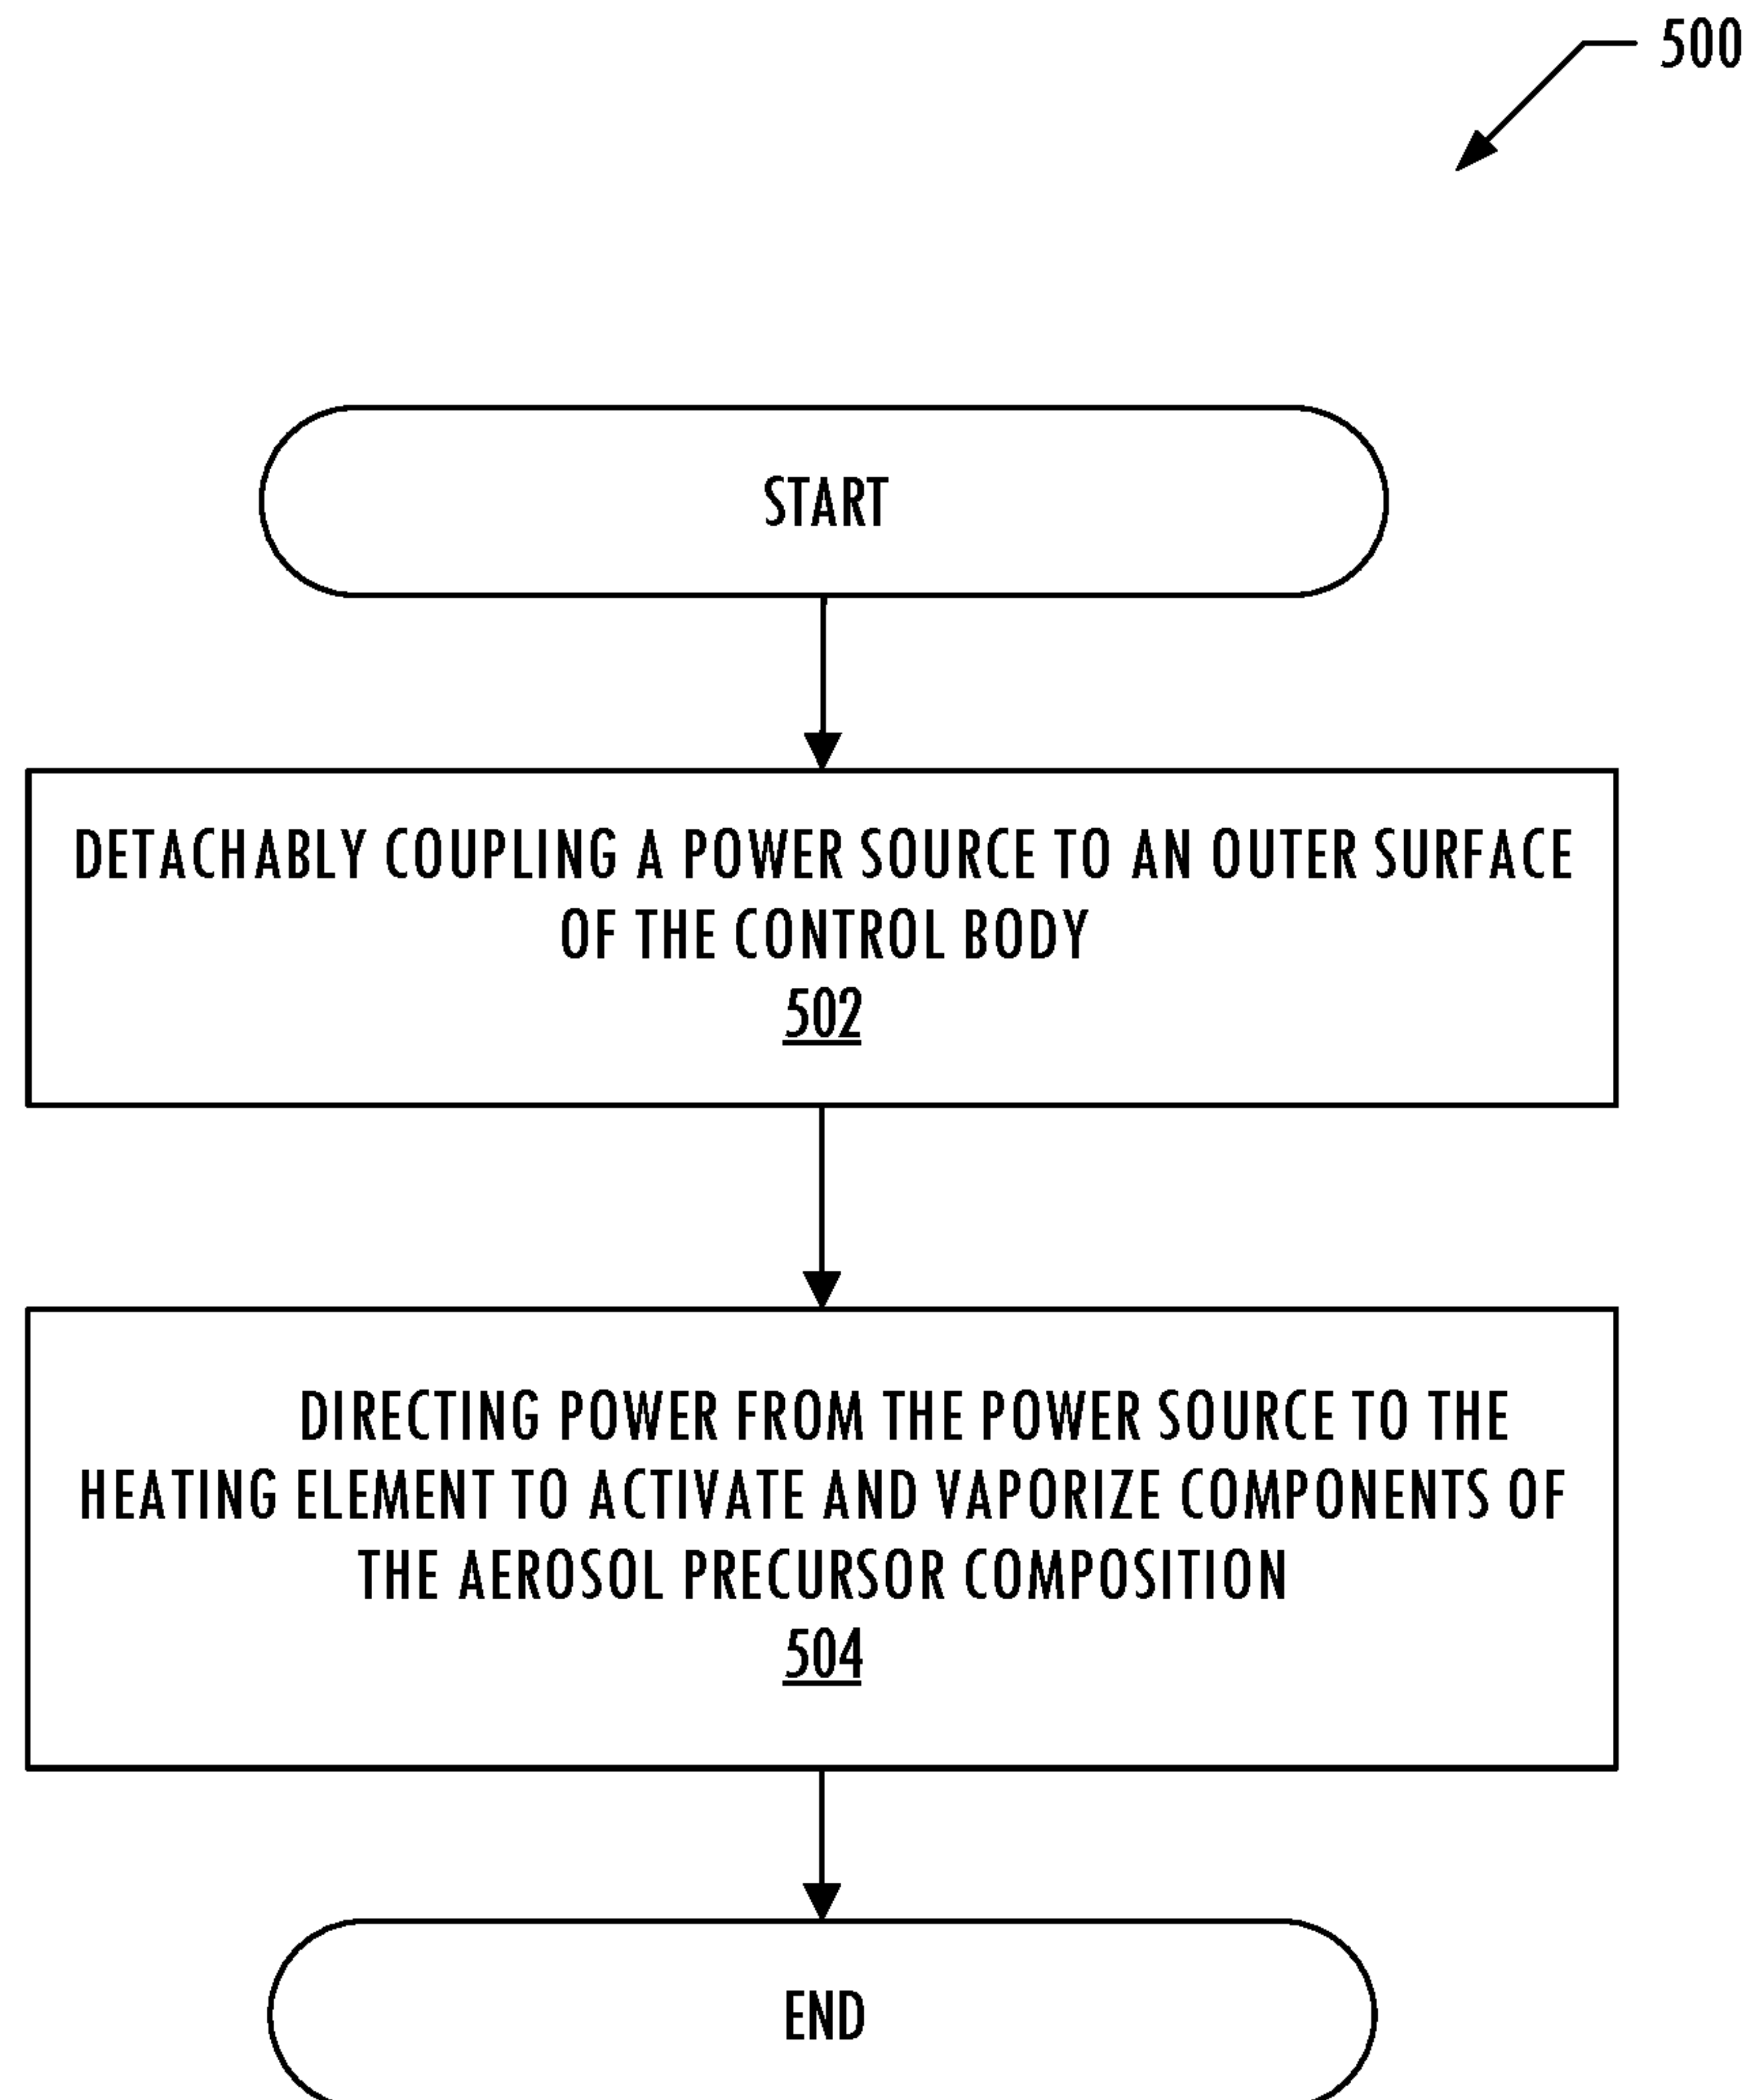 500
START
DETACHABLY COUPLING A POWER SOURCE TO AN OUTER SURFACE
OF THE CONTROL BODY
502
DIRECTING POWER FROM THE POWER SOURCE TO THE
HEATING ELEMENT TO ACTIVATE AND VAPORIZE COMPONENTS OF
THE AEROSOL PRECURSOR COMPOSITION
504
END